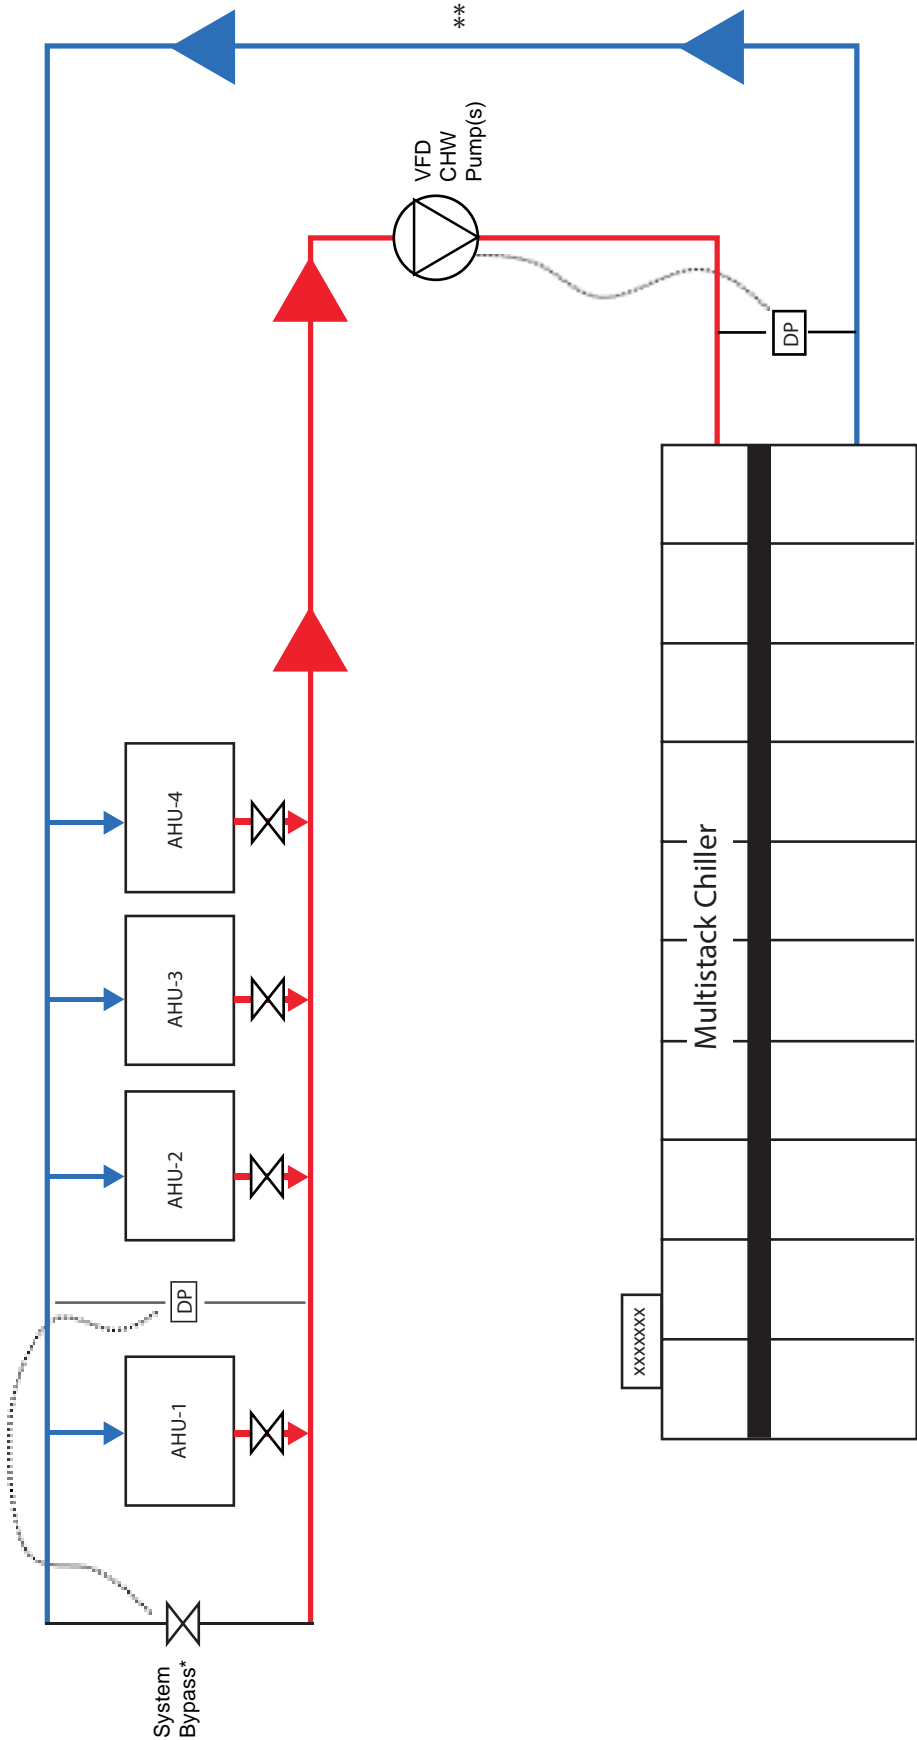 System
Bypass*
AHU-1
DP
AHU-2
AHU-3
AHU-4
VFD
CHW
Pump(s)
**
DP
xxxxxxx
Multistack Chiller